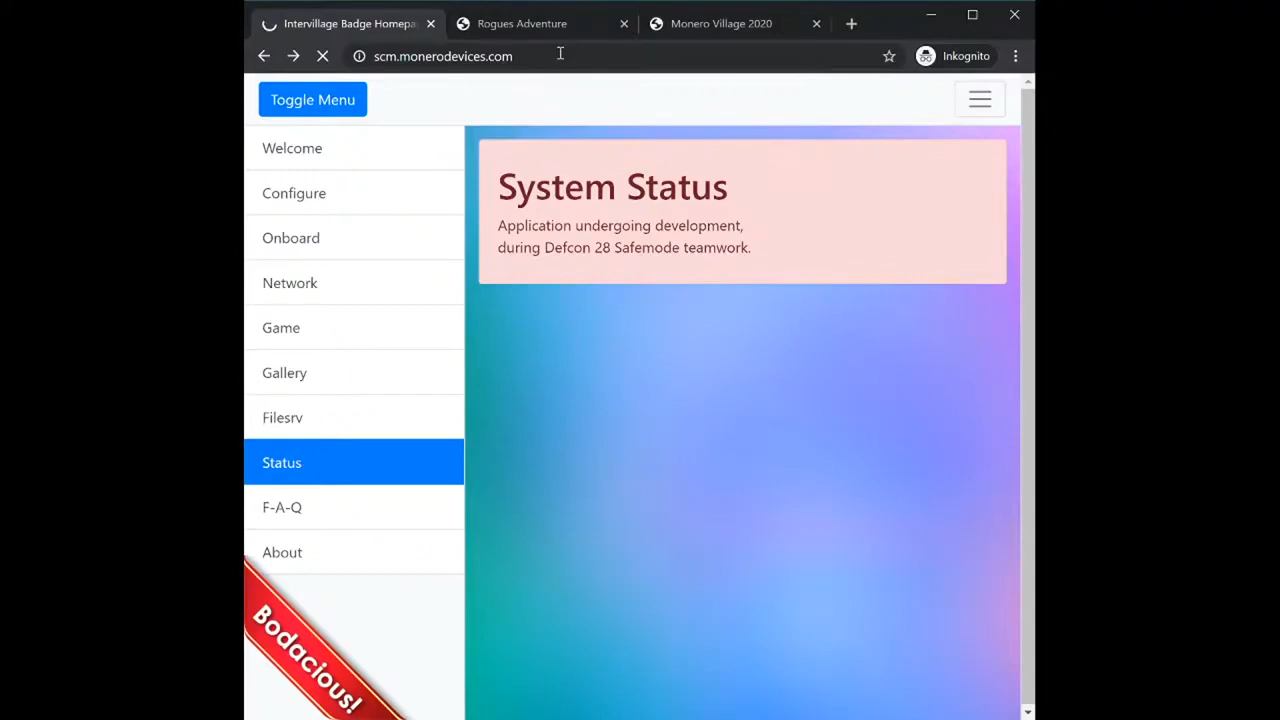 Intervillage Badge Homepa
Rogues Adventure
Monero Village 2020
scm.monerodevices.com
Inkognito
Toggle Menu
Welcome
Configure
Onboard
Network
Game
Gallery
Filesrv
Status
F-A-Q
About
System Status
Application undergoing development,
during Defcon 28 Safemode teamwork.
Bodacious!